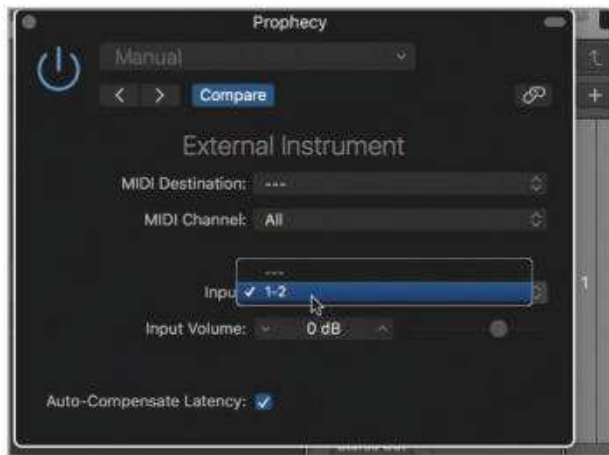 Prophecy
Manual
Compare
External Instrument
MIDI Destination: ---
MIDI Channel: All
---
Inpu ✓ 1-2
1
Input Volume: 0 dB
Auto-Compensate Latency: ✓